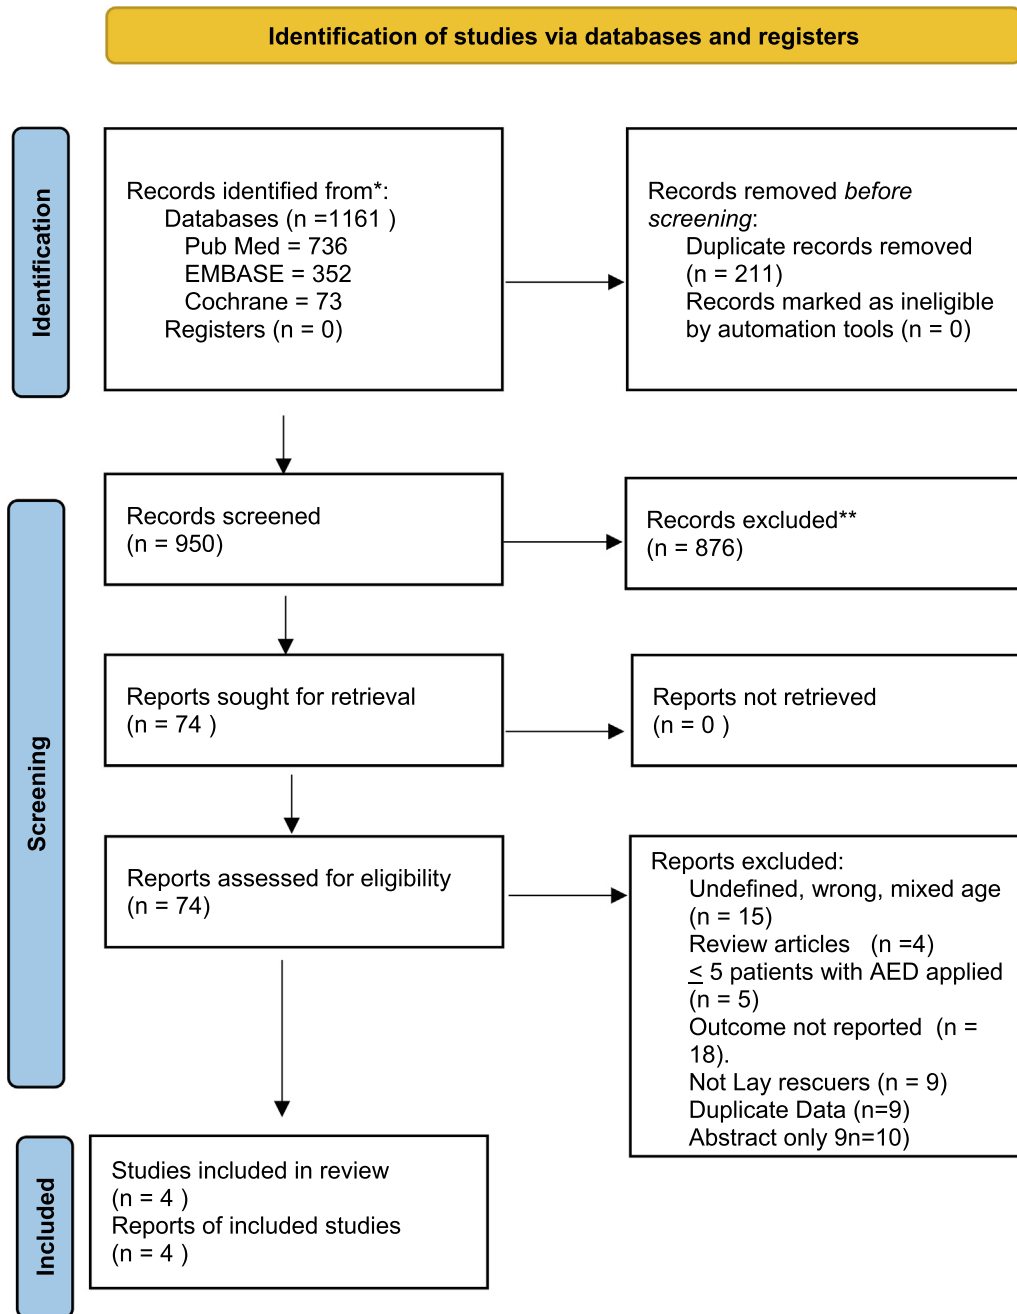 Identification of studies via databases and registers
Identification
Records identified from*:
Databases (n =1161 )
Pub Med = 736
EMBASE = 352
Cochrane = 73
Registers (n = 0)
Records removed before
screening:
Duplicate records removed
(n = 211)
Records marked as ineligible
by automation tools (n = 0)
Screening
Records screened
(n = 950)
Records excluded**
(n = 876)
Reports sought for retrieval
(n = 74 )
Reports not retrieved
(n = 0 )
Reports assessed for eligibility
(n = 74)
Reports excluded:
Undefined, wrong, mixed age
(n = 15)
Review articles (n =4)
≤ 5 patients with AED applied
(n = 5)
Outcome not reported (n =
18).
Not Lay rescuers (n = 9)
Duplicate Data (n=9)
Abstract only 9n=10)
Included
Studies included in review
(n = 4 )
Reports of included studies
(n = 4 )